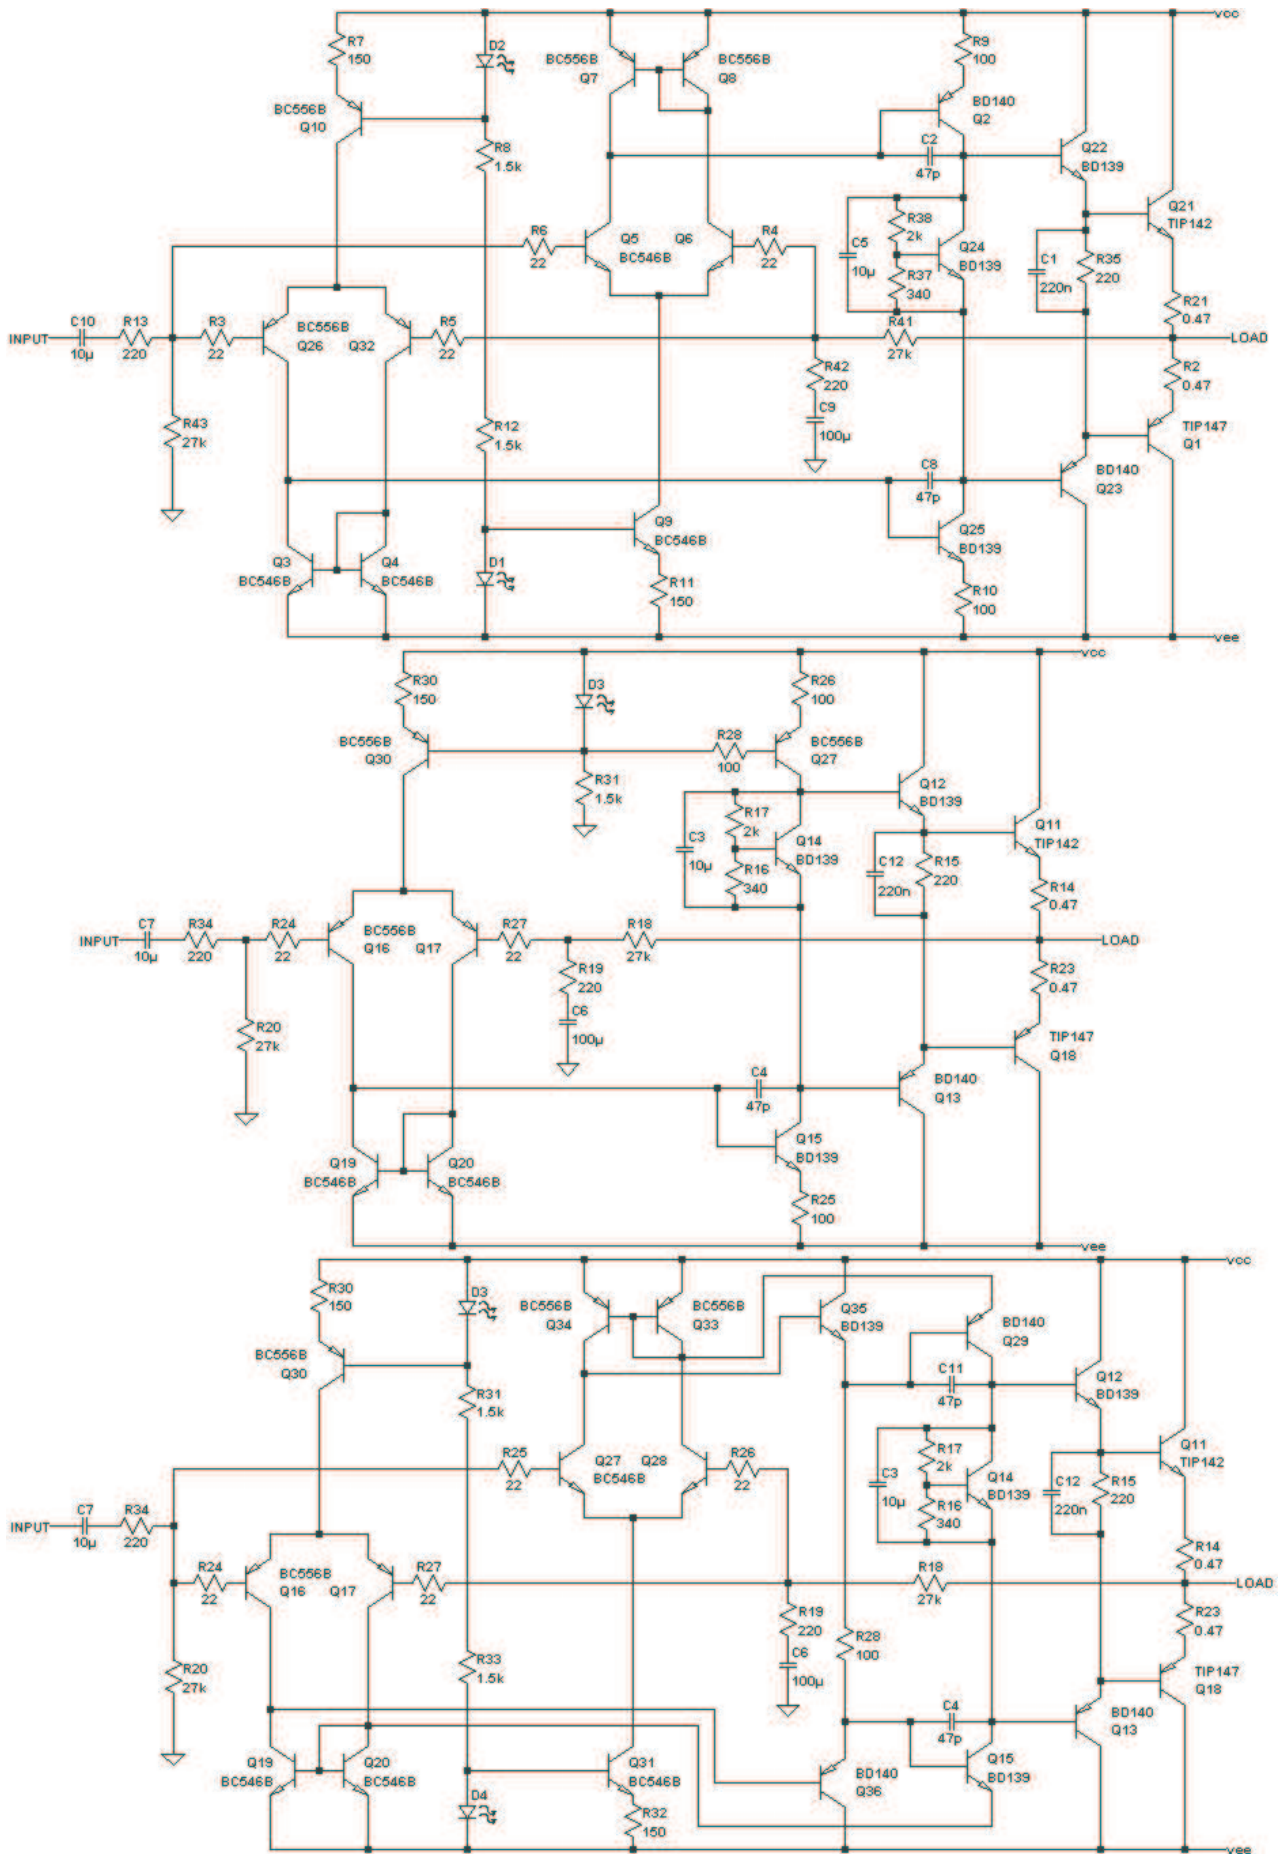 vcc
R7
150
D2
BC556B
Q7
BC556B
Q8
R9
100
BC556B
Q10
BD140
Q2
R8
1.5k
C2
47p
Q22
BD139
R6
22
Q5
Q6
BC546B
R4
22
C5
10µ
R38
2k
R37
340
Q24
BD139
C1
220n
R35
220
Q21
TIP142
R21
0.47
INPUT
C10
10µ
R13
220
R3
22
BC556B
Q26
Q32
R5
22
R41
27k
LOAD
R42
220
C9
100µ
R2
0.47
R43
27k
R12
1.5k
TIP147
Q1
C8
47p
BD140
Q23
Q3
BC546B
Q4
BC546B
D1
Q9
BC546B
R11
150
Q25
BD139
R10
100
vee
vcc
R30
150
D3
R26
100
BC556B
Q30
R28
100
BC556B
Q27
R31
1.5k
Q12
BD139
C3
10µ
R17
2k
R16
340
Q14
BD139
C12
220n
R15
220
Q11
TIP142
R14
0.47
INPUT
C7
10µ
R34
220
R24
22
BC556B
Q16
Q17
R27
22
R18
27k
LOAD
R19
220
C6
100µ
R23
0.47
R20
27k
TIP147
Q18
C4
47p
BD140
Q13
Q19
BC546B
Q20
BC546B
Q15
BD139
R25
100
vee
vcc
R30
150
D3
BC556B
Q34
BC556B
Q33
Q35
BD139
BD140
Q29
BC556B
Q30
R31
1.5k
C11
47p
Q12
BD139
R25
22
Q27
Q28
BC546B
R26
22
C3
10µ
R17
2k
R16
340
Q14
BD139
C12
220n
R15
220
Q11
TIP142
INPUT
C7
10µ
R34
220
R14
0.47
R24
22
BC556B
Q16
Q17
R27
22
R18
27k
LOAD
R19
220
C6
100µ
R28
100
R23
0.47
R20
27k
R33
1.5k
TIP147
Q18
C4
47p
BD140
Q13
Q19
BC546B
Q20
BC546B
D4
Q31
BC546B
R32
150
BD140
Q36
Q15
BD139
vee